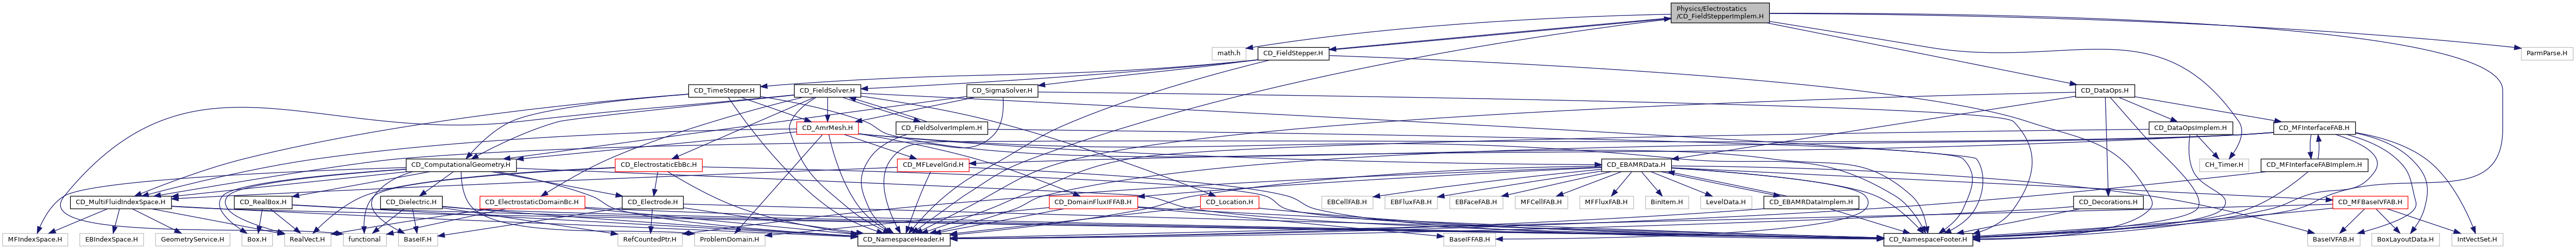 Physics/Electrostatics
/CD_FieldStepperImplem.H
math.h
CD_FieldStepper.H
ParmParse.H
CD_TimeStepper.H
CD_FieldSolver.H
CD_SigmaSolver.H
CD_DataOps.H
CD_AmrMesh.H
CD_FieldSolverImplem.H
CD_DataOpsImplem.H
CD_MFInterfaceFAB.H
CD_ComputationalGeometry.H
CD_ElectrostaticEbBc.H
CD_MFLevelGrid.H
CD_EBAMRData.H
CH_Timer.H
CD_MFInterfaceFABImplem.H
CD_MultiFluidIndexSpace.H
CD_RealBox.H
CD_Dielectric.H
CD_ElectrostaticDomainBc.H
CD_Electrode.H
CD_DomainFluxIFFAB.H
CD_Location.H
EBCellFAB.H
EBFluxFAB.H
EBFaceFAB.H
MFCellFAB.H
MFFluxFAB.H
BinItem.H
LevelData.H
CD_EBAMRDataImplem.H
CD_Decorations.H
CD_MFBaseIVFAB.H
MFIndexSpace.H
EBIndexSpace.H
GeometryService.H
Box.H
RealVect.H
functional
BaseIF.H
RefCountedPtr.H
ProblemDomain.H
CD_NamespaceHeader.H
BaseIFFAB.H
CD_NamespaceFooter.H
BaseIVFAB.H
BoxLayoutData.H
IntVectSet.H